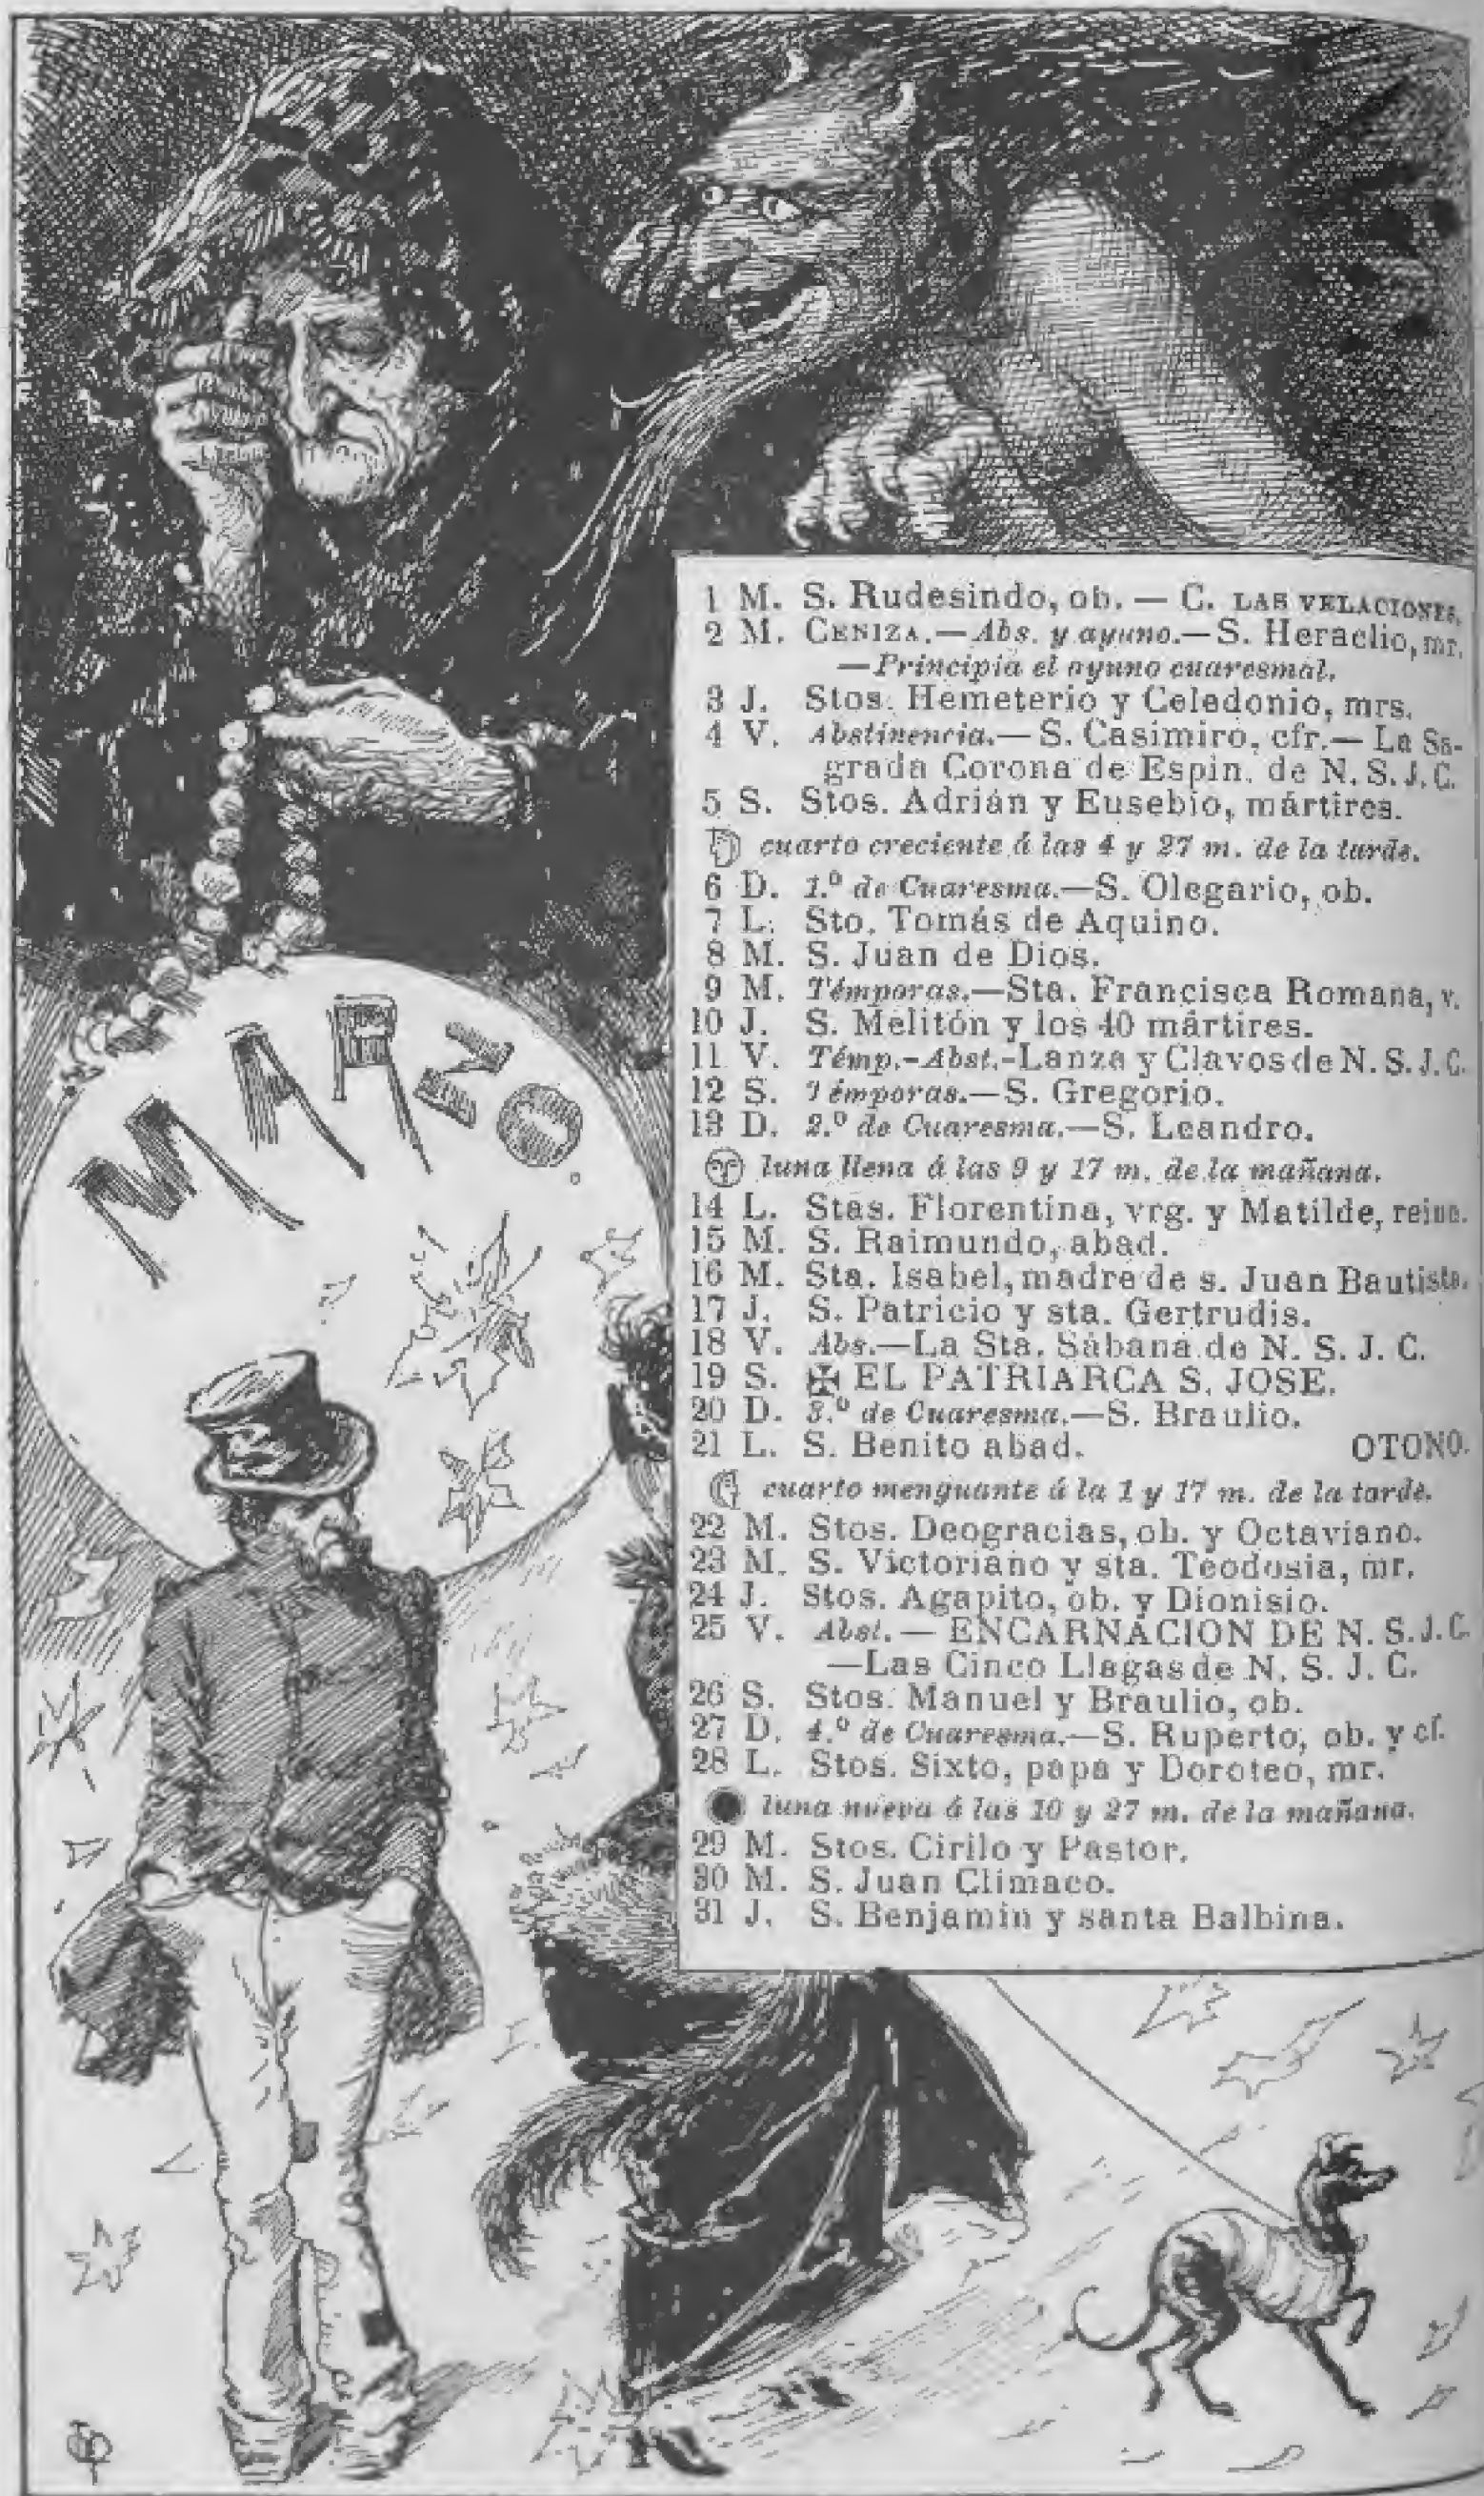 MARZO.
1 M. S. Rudesindo, ob. — C. LAS VELACIONES.
2 M. CENIZA.—Abs. y ayuno.—S. Heraclio, mr.
—Principia el ayuno cuaresmal.
3 J. Stos. Hemeterio y Celedonio, mrs.
4 V. Abstinencia.— S. Casimiro, cfr.— La Sa-
grada Corona de Espin. de N. S. J. C.
5 S. Stos. Adrián y Eusebio, mártires.
cuarto creciente á las 4 y 27 m. de la tarde.
6 D. 1.º de Cuaresma.—S. Olegario, ob.
7 L. Sto. Tomás de Aquino.
8 M. S. Juan de Dios.
9 M. Témporas.—Sta. Francisca Romana, v.
10 J. S. Melitón y los 40 mártires.
11 V. Témp.-Abst.-Lanza y Clavos de N. S. J. C.
12 S. Témporas.—S. Gregorio.
13 D. 2.º de Cuaresma.—S. Leandro.
luna llena á las 9 y 17 m. de la mañana.
14 L. Stas. Florentina, vrg. y Matilde, reina.
15 M. S. Raimundo, abad.
16 M. Sta. Isabel, madre de s. Juan Bautista.
17 J. S. Patricio y sta. Gertrudis.
18 V. Abs.—La Sta. Sábana de N. S. J. C.
19 S. ✠ EL PATRIARCA S. JOSE.
20 D. 3.º de Cuaresma.—S. Braulio.
21 L. S. Benito abad. OTOÑO.
cuarto menguante á la 1 y 17 m. de la tarde.
22 M. Stos. Deogracias, ob. y Octaviano.
23 M. S. Victoriano y sta. Teodosia, mr.
24 J. Stos. Agapito, ob. y Dionisio.
25 V. Abst.— ENCARNACION DE N. S. J. C.
—Las Cinco Llagas de N. S. J. C.
26 S. Stos. Manuel y Braulio, ob.
27 D. 4.º de Cuaresma.—S. Ruperto, ob. y cf.
28 L. Stos. Sixto, papa y Doroteo, mr.
luna nueva á las 10 y 27 m. de la mañana.
29 M. Stos. Cirilo y Pastor.
30 M. S. Juan Climaco.
31 J. S. Benjamin y santa Balbina.